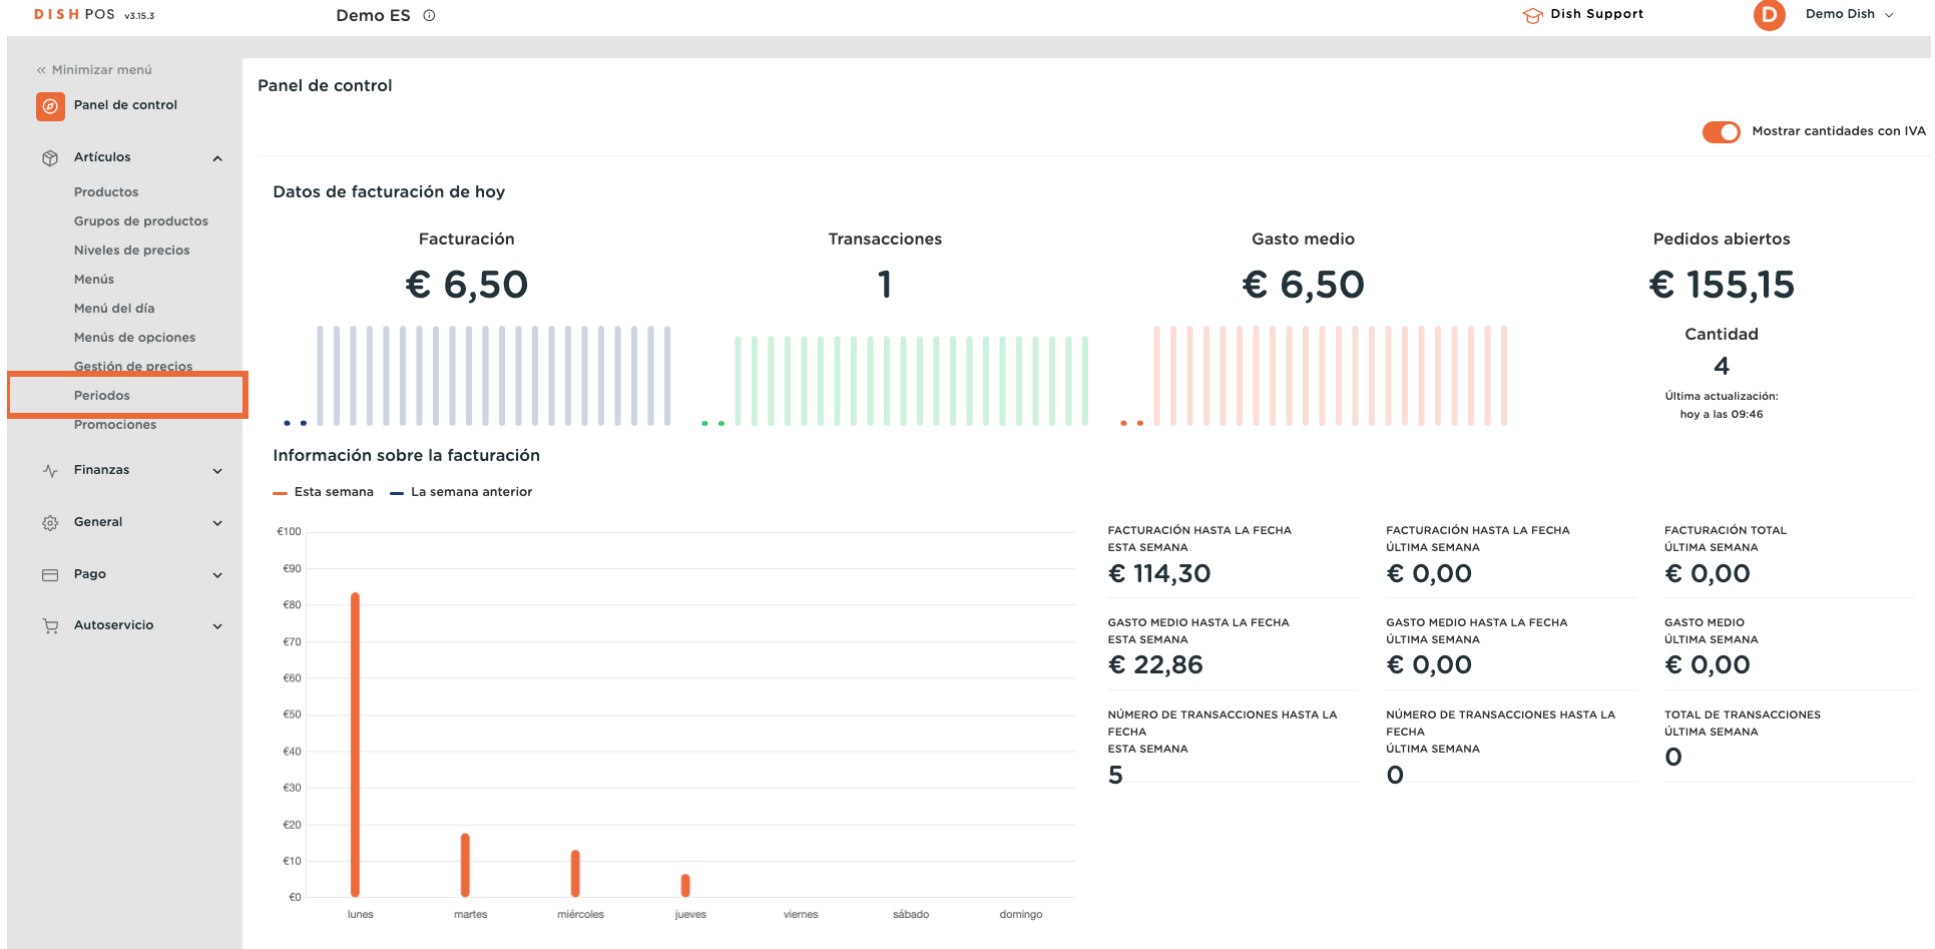 DISH POS v3.15.3
Demo ES
Dish Support
D
Demo Dish
« Minimizar menú
Panel de control
Artículos
Productos
Grupos de productos
Niveles de precios
Menús
Menú del día
Menús de opciones
Gestión de precios
Periodos
Promociones
Finanzas
General
Pago
Autoservicio
Panel de control
Mostrar cantidades con IVA
Datos de facturación de hoy
Facturación
€ 6,50
Transacciones
1
Gasto medio
€ 6,50
Pedidos abiertos
€ 155,15
Cantidad
4
Última actualización:
hoy a las 09:46
Información sobre la facturación
Esta semana
La semana anterior
€100
€90
€80
€70
€60
€50
€40
€30
€20
€10
€0
lunes
martes
miércoles
jueves
viernes
sábado
domingo
FACTURACIÓN HASTA LA FECHA
ESTA SEMANA
€ 114,30
FACTURACIÓN HASTA LA FECHA
ÚLTIMA SEMANA
€ 0,00
FACTURACIÓN TOTAL
ÚLTIMA SEMANA
€ 0,00
GASTO MEDIO HASTA LA FECHA
ESTA SEMANA
€ 22,86
GASTO MEDIO HASTA LA FECHA
ÚLTIMA SEMANA
€ 0,00
GASTO MEDIO
ÚLTIMA SEMANA
€ 0,00
NÚMERO DE TRANSACCIONES HASTA LA
FECHA
ESTA SEMANA
5
NÚMERO DE TRANSACCIONES HASTA LA
FECHA
ÚLTIMA SEMANA
0
TOTAL DE TRANSACCIONES
ÚLTIMA SEMANA
0